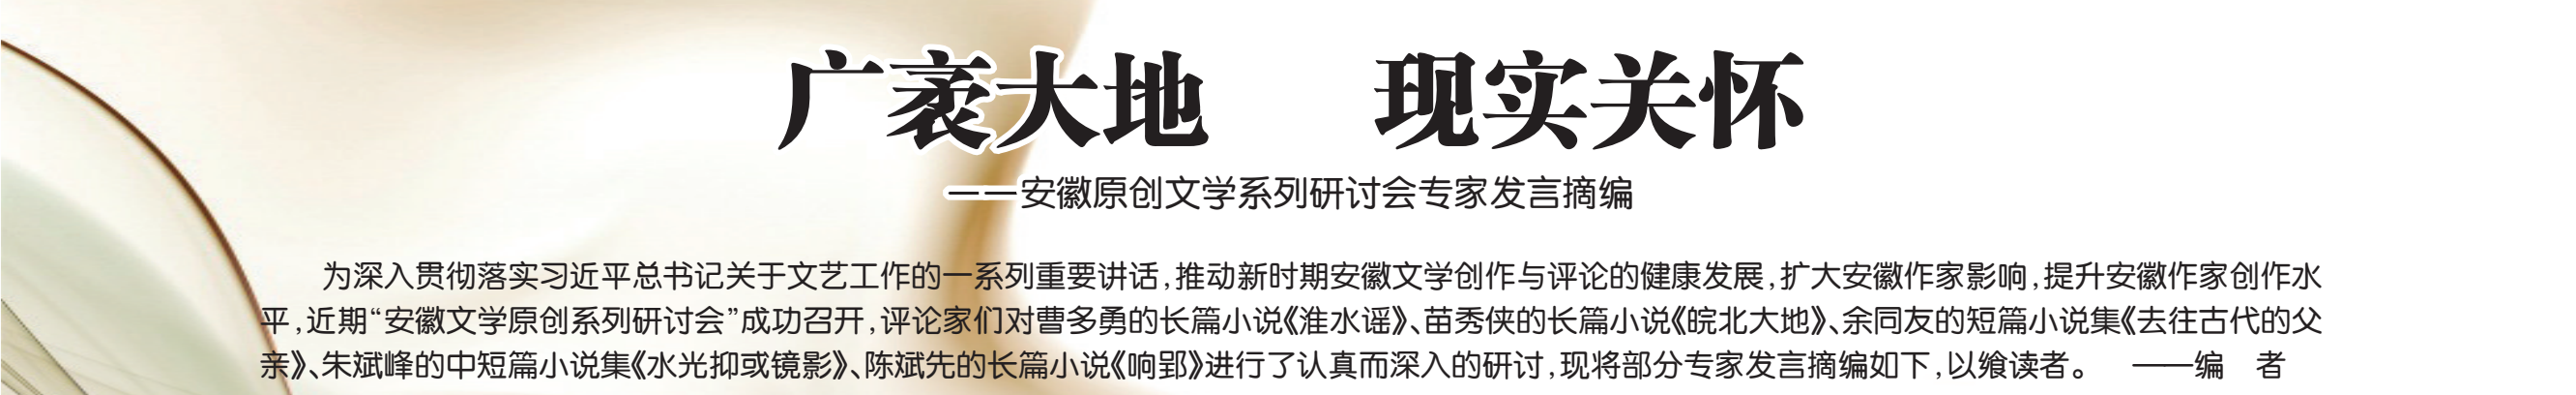 广袤大地　现实关怀
——安徽原创文学系列研讨会专家发言摘编
为深入贯彻落实习近平总书记关于文艺工作的一系列重要讲话,推动新时期安徽文学创作与评论的健康发展,扩大安徽作家影响,提升安徽作家创作水
平,近期“安徽文学原创系列研讨会”成功召开,评论家们对曹多勇的长篇小说《淮水谣》、苗秀侠的长篇小说《皖北大地》、余同友的短篇小说集《去往古代的父
亲》、朱斌峰的中短篇小说集《水光抑或镜影》、陈斌先的长篇小说《响郢》进行了认真而深入的研讨,现将部分专家发言摘编如下,以飨读者。　——编　者